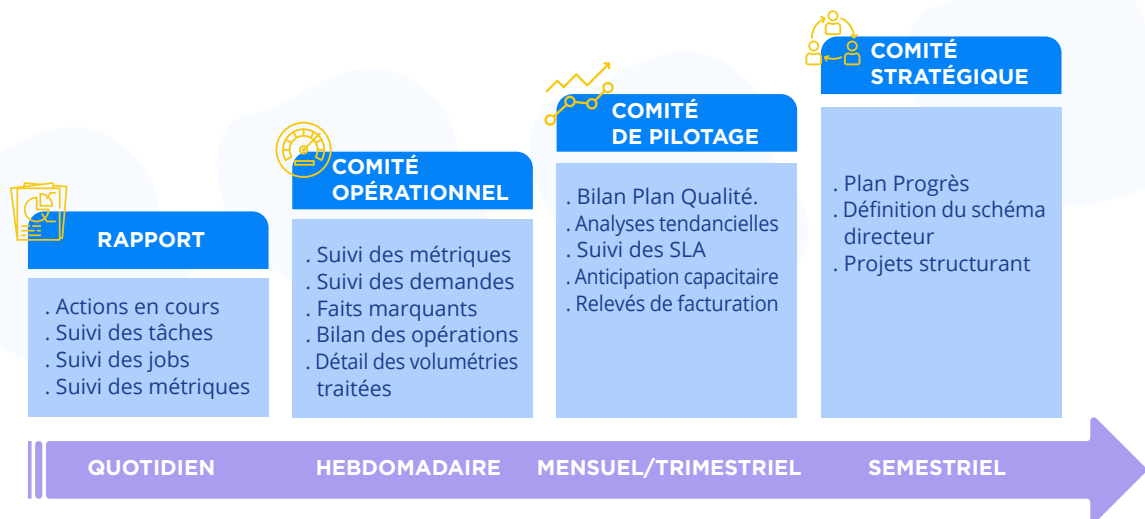 RAPPORT
. Actions en cours
. Suivi des tâches
. Suivi des jobs
. Suivi des métriques
COMITÉ
OPÉRATIONNEL
. Suivi des métriques
. Suivi des demandes
. Faits marquants
. Bilan des opérations
. Détail des volumétries
traitées
COMITÉ
DE PILOTAGE
. Bilan Plan Qualité.
. Analyses tendancielles
. Suivi des SLA
. Anticipation capacitaire
. Relevés de facturation
COMITÉ
STRATÉGIQUE
. Plan Progrès
. Définition du schéma
directeur
. Projets structurant
QUOTIDIEN
HEBDOMADAIRE
MENSUEL/TRIMESTRIEL
SEMESTRIEL